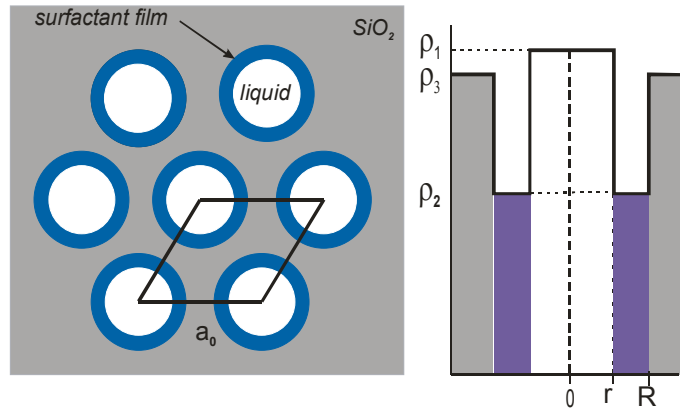 surfactant film
SiO₂
liquid
a₀
ρ₁
ρ₃
ρ₂
0
r
R